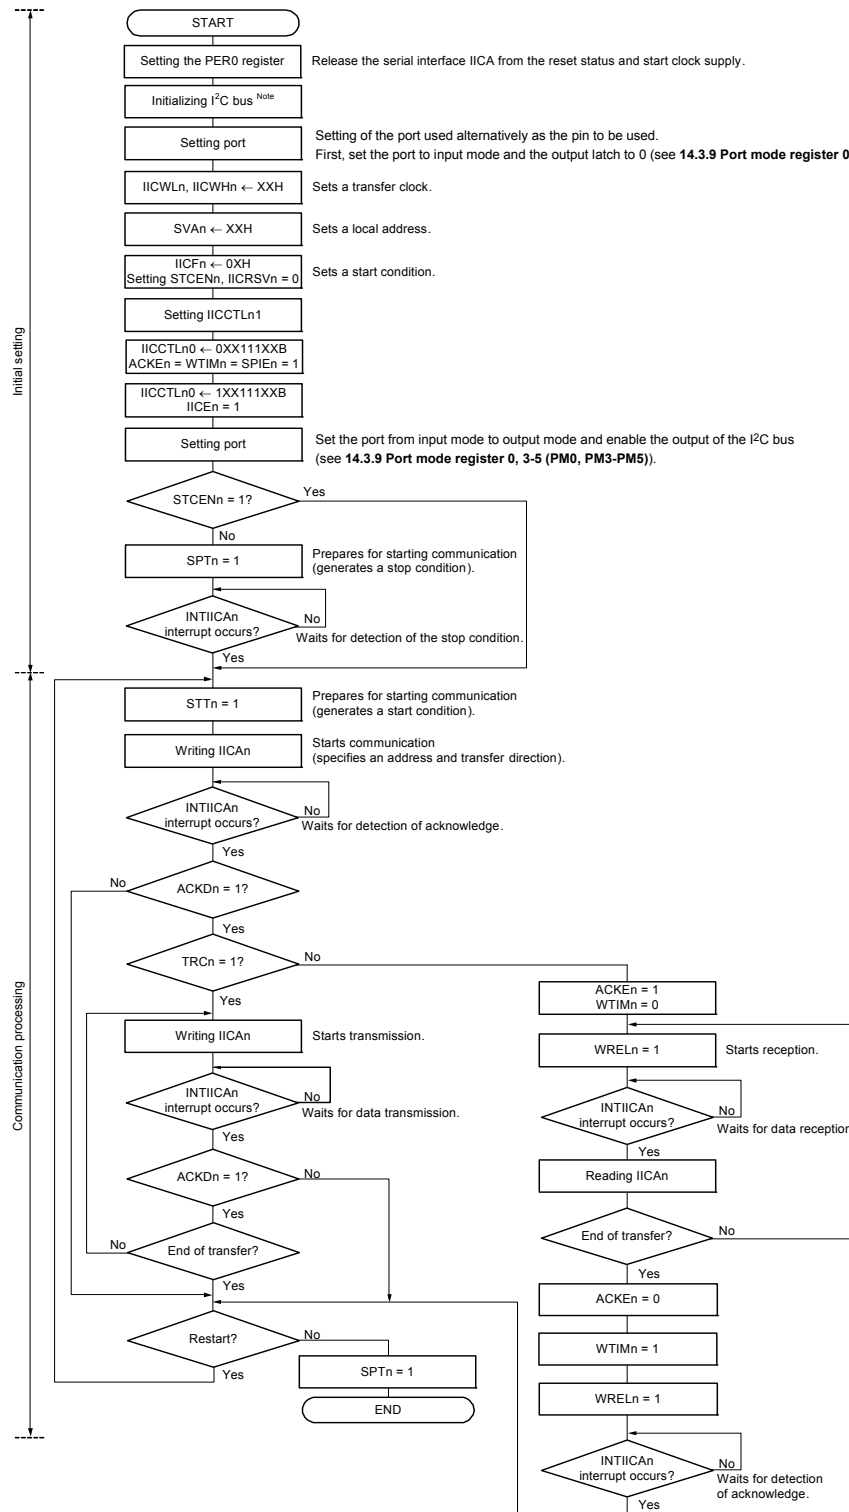 START
Setting the PER0 register
Release the serial interface IICA from the reset status and start clock supply.
Initializing I²C bus Note
Setting port
Setting of the port used alternatively as the pin to be used.
First, set the port to input mode and the output latch to 0 (see 14.3.9 Port mode register 0
IICWLn, IICWHn ← XXH
Sets a transfer clock.
SVAn ← XXH
Sets a local address.
IICFn ← 0XH
Setting STCENn, IICRSVn = 0
Sets a start condition.
Setting IICCTLn1
IICCTLn0 ← 0XX111XXB
ACKEn = WTIMn = SPIEn = 1
IICCTLn0 ← 1XX111XXB
IICEn = 1
Setting port
Set the port from input mode to output mode and enable the output of the I²C bus
(see 14.3.9 Port mode register 0, 3-5 (PM0, PM3-PM5)).
STCENn = 1?
Yes
No
SPTn = 1
Prepares for starting communication
(generates a stop condition).
INTIICAn
interrupt occurs?
No
Waits for detection of the stop condition.
Yes
Initial setting
STTn = 1
Prepares for starting communication
(generates a start condition).
Writing IICAn
Starts communication
(specifies an address and transfer direction).
INTIICAn
interrupt occurs?
No
Waits for detection of acknowledge.
Yes
No
ACKDn = 1?
Yes
TRCn = 1?
No
Yes
Writing IICAn
Starts transmission.
INTIICAn
interrupt occurs?
No
Waits for data transmission.
Yes
ACKDn = 1?
No
Yes
No
End of transfer?
Yes
Restart?
No
Yes
SPTn = 1
END
Communication processing
ACKEn = 1
WTIMn = 0
WRELn = 1
Starts reception.
INTIICAn
interrupt occurs?
No
Waits for data reception
Yes
Reading IICAn
End of transfer?
No
Yes
ACKEn = 0
WTIMn = 1
WRELn = 1
INTIICAn
interrupt occurs?
No
Waits for detection
of acknowledge.
Yes